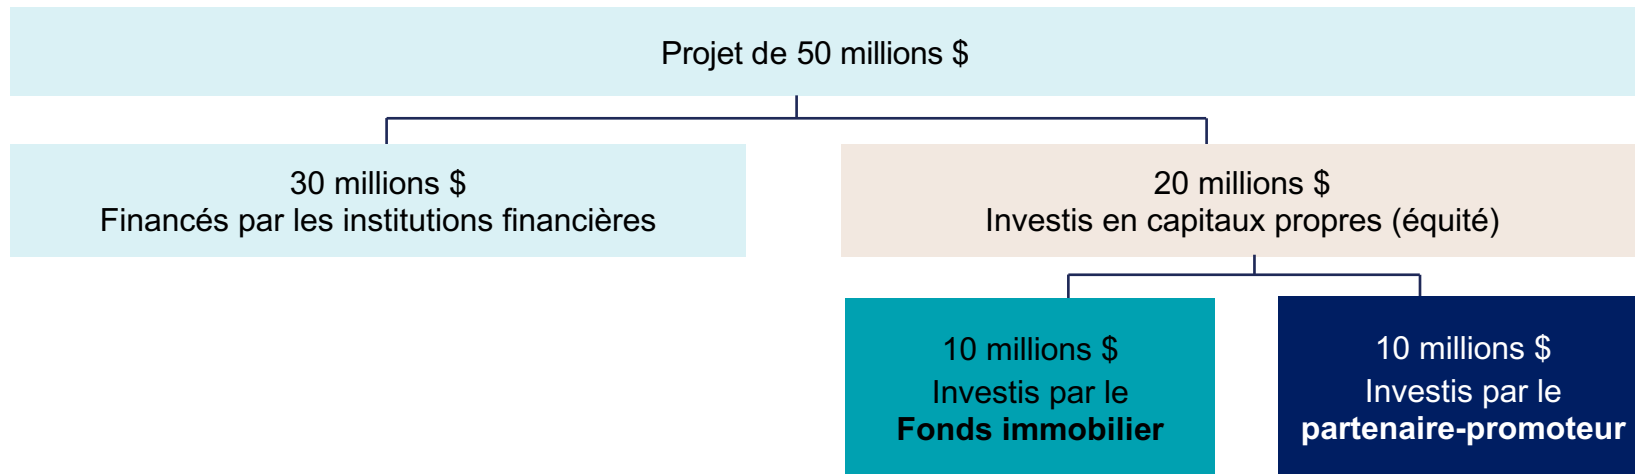 Projet de 50 millions $
30 millions $
Financés par les institutions financières
20 millions $
Investis en capitaux propres (équité)
10 millions $
Investis par le
Fonds immobilier
10 millions $
Investis par le
partenaire-promoteur